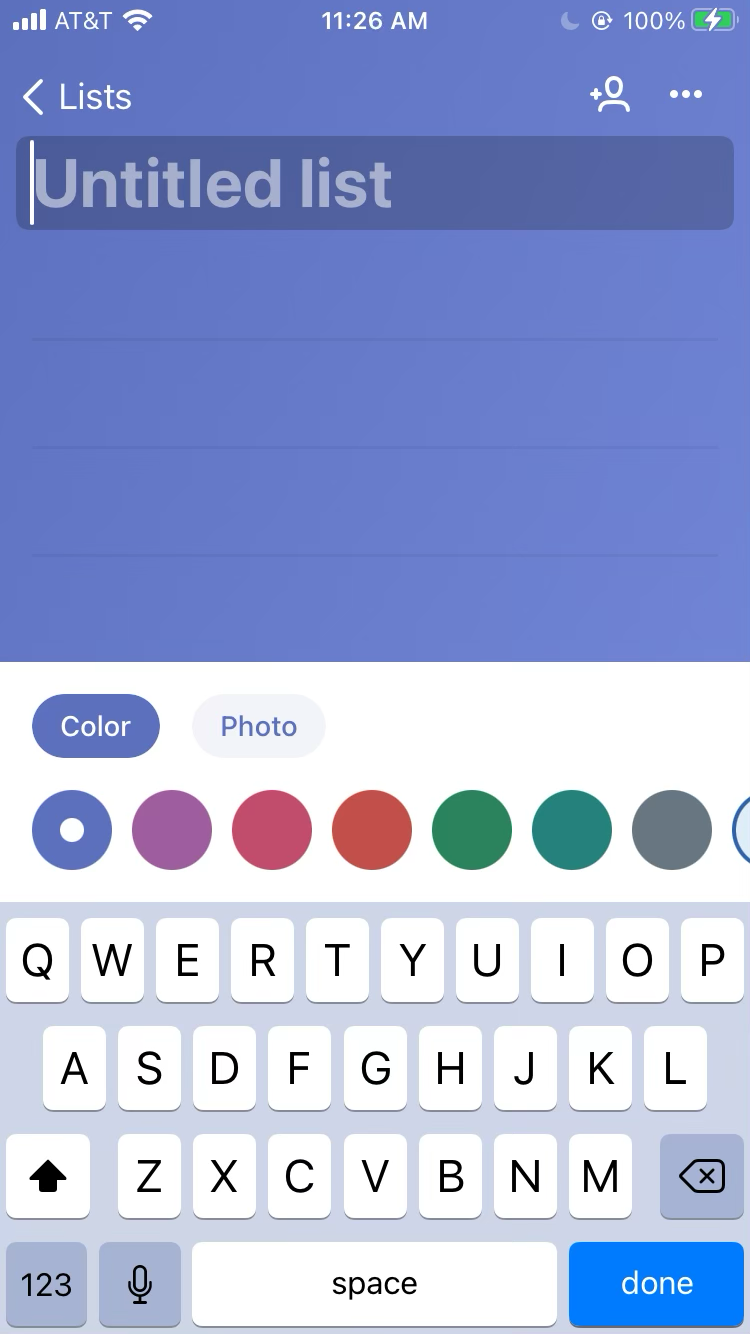 AT&T 11:26 AM 100%
Lists
Untitled list
Color Photo
Q W E R T Y U I O P
A S D F G H J K L
Z X C V B N M
123 space done